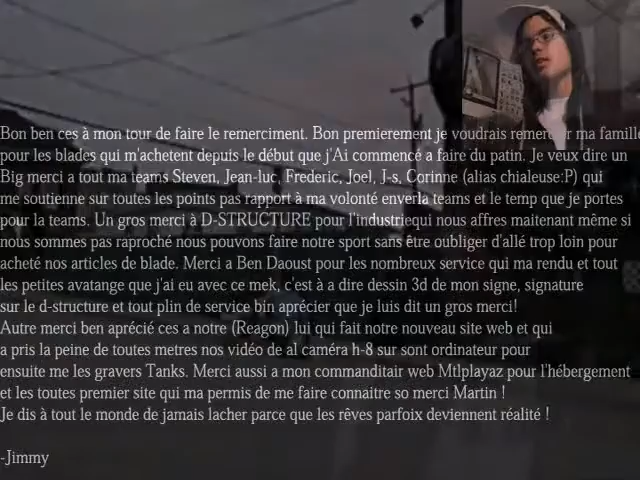 Bon ben ces à mon tour de faire le remerciment. Bon premierement je voudrais remercier ma famille
pour les blades qui m'achetent depuis le début que j'Ai commencé a faire du patin. Je veux dire un
Big merci a tout ma teams Steven, Jean-luc, Frederic, Joel, J-s, Corinne (alias chialeuse:P) qui
me soutienne sur toutes les points pas rapport à ma volonté enverla teams et le temp que je portes
pour la teams. Un gros merci à D-STRUCTURE pour l'industriequi nous affres maitenant même si
nous sommes pas raproché nous pouvons faire notre sport sans être oubliger d'allé trop loin pour
acheté nos articles de blade. Merci a Ben Daoust pour les nombreux service qui ma rendu et tout
les petites avatange que j'ai eu avec ce mek, c'est à a dire dessin 3d de mon signe, signature
sur le d-structure et tout plin de service bin aprécier que je luis dit un gros merci!
Autre merci ben aprécié ces a notre (Reagon) lui qui fait notre nouveau site web et qui
a pris la peine de toutes metres nos vidéo de al caméra h-8 sur sont ordinateur pour
ensuite me les gravers Tanks. Merci aussi a mon commanditair web Mtlplayaz pour l'hébergement
et les toutes premier site qui ma permis de me faire connaitre so merci Martin !
Je dis à tout le monde de jamais lacher parce que les rêves parfoix deviennent réalité !
-Jimmy